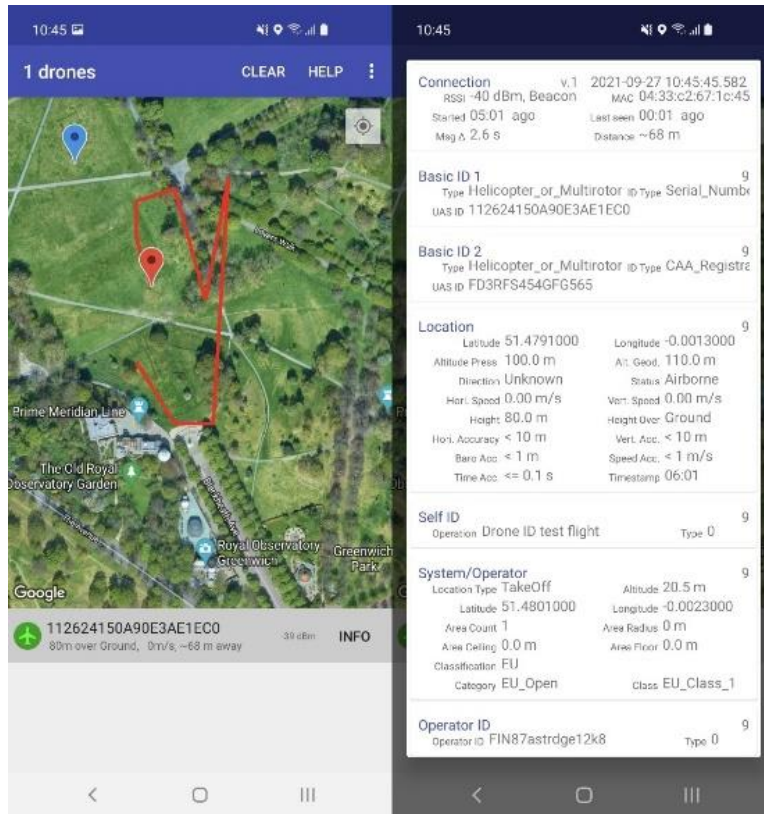 10:45
1 drones
CLEAR HELP
Prime Meridian Line
The Old Royal
Observatory Garden
The Avenue
Blackheath Ave
Royal Observatory
Greenwich
Greenwich
Park
Google
112624150A90E3AE1EC0
80m over Ground, 0m/s, ~68 m away
39 dBm
INFO
10:45
Connection v.1 2021-09-27 10:45:45.582
RSSI -40 dBm, Beacon MAC 04:33:c2:67:1c:45
Started 05:01 ago Last seen 00:01 ago
Msg Δ 2.6 s Distance ~68 m
Basic ID 1 9
Type Helicopter_or_Multirotor ID Type Serial_Numbe
UAS ID 112624150A90E3AE1EC0
Basic ID 2 9
Type Helicopter_or_Multirotor ID Type CAA_Registra
UAS ID FD3RFS454GFG565
Location 9
Latitude 51.4791000 Longitude -0.0013000
Altitude Press 100.0 m Alt. Geod. 110.0 m
Direction Unknown Status Airborne
Hori. Speed 0.00 m/s Vert. Speed 0.00 m/s
Height 80.0 m Height Over Ground
Hori. Accuracy < 10 m Vert. Acc. < 10 m
Baro Acc < 1 m Speed Acc. < 1 m/s
Time Acc <= 0.1 s Timestamp 06:01
Self ID 9
Operation Drone ID test flight Type 0
System/Operator 9
Location Type TakeOff Altitude 20.5 m
Latitude 51.4801000 Longitude -0.0023000
Area Count 1 Area Radius 0 m
Area Ceiling 0.0 m Area Floor 0.0 m
Classification EU
Category EU_Open Class EU_Class_1
Operator ID 9
Operator ID FIN87astrdge12k8 Type 0